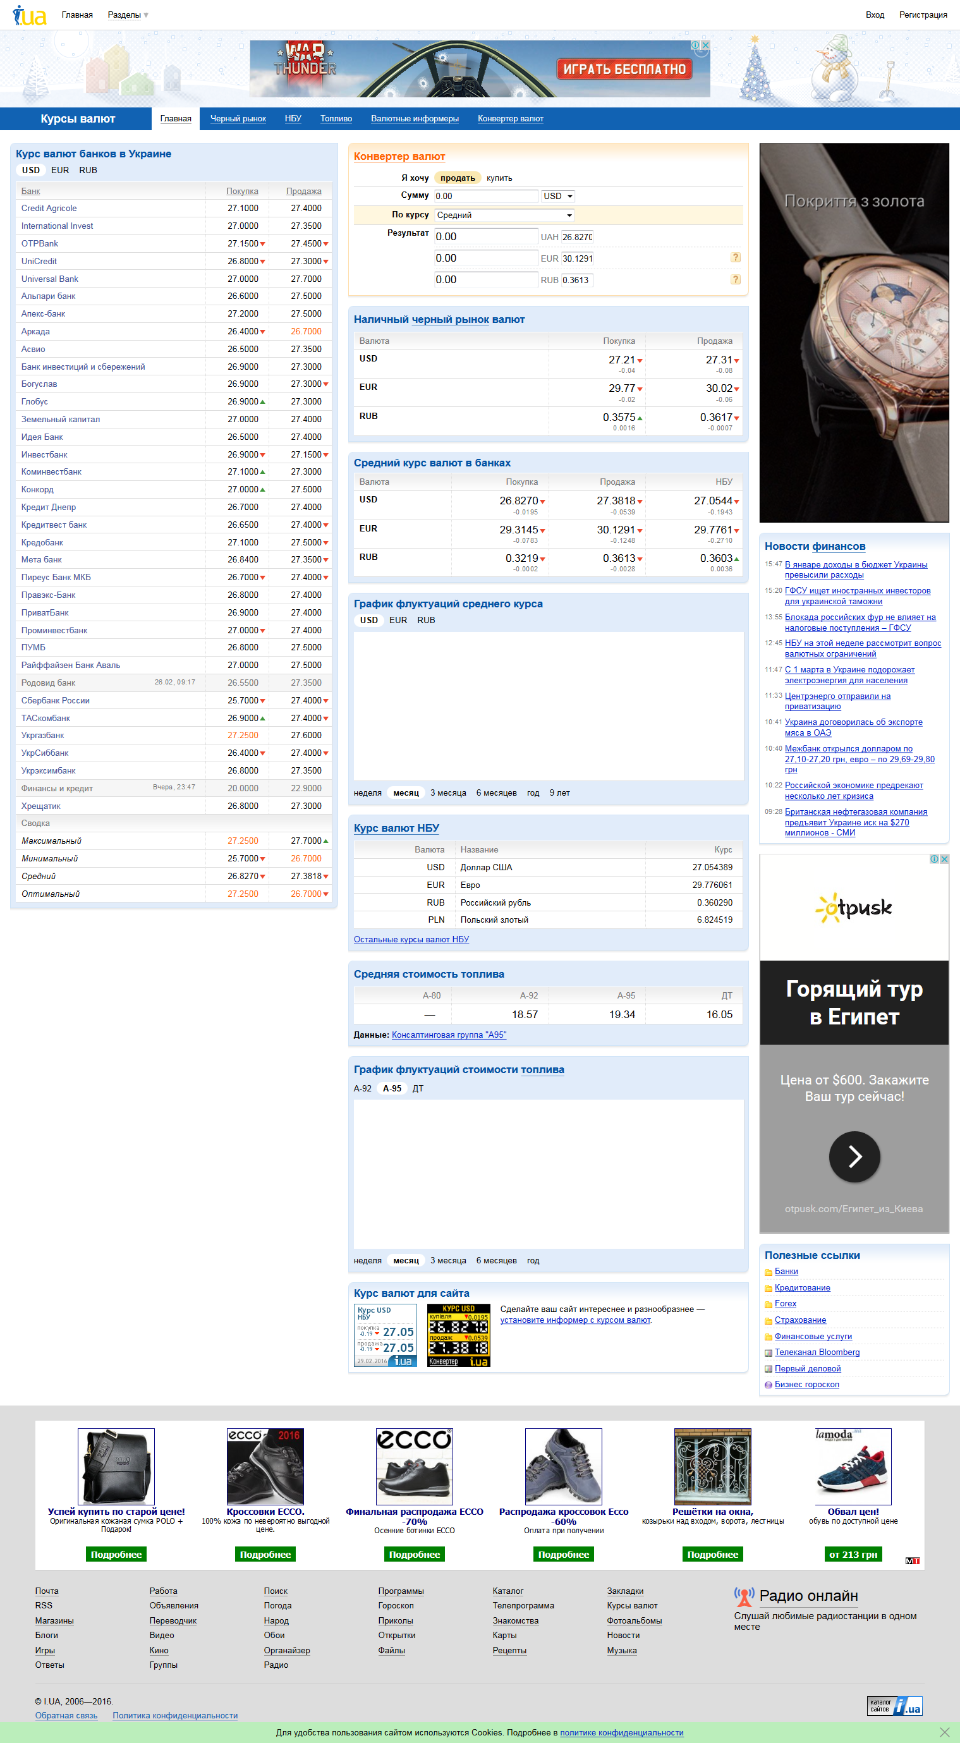 i.ua Главная Разделы ▾ Вход Регистрация
WAR THUNDER ИГРАТЬ БЕСПЛАТНО
Курсы валют Главная Черный рынок НБУ Топливо Валютные информеры Конвертер валют
Курс валют банков в Украине
USD EUR RUB
Банк Покупка Продажа
Credit Agricole 27.1000 27.4000
International Invest 27.0000 27.3500
OTPBank 27.1500 27.4500
UniCredit 26.8000 27.3000
Universal Bank 27.0000 27.7000
Альпари банк 26.6000 27.5000
Апекс-банк 27.2000 27.5000
Аркада 26.4000 26.7000
Асвио 26.5000 27.3500
Банк инвестиций и сбережений 26.9000 27.3000
Богуслав 26.9000 27.3000
Глобус 26.9000 27.3000
Земельный капитал 27.0000 27.4000
Идея Банк 26.5000 27.4000
Инвестбанк 26.9000 27.1500
Коминвестбанк 27.1000 27.3000
Конкорд 27.0000 27.5000
Кредит Днепр 26.7000 27.4000
Кредитвест банк 26.6500 27.4000
Кредобанк 27.1000 27.5000
Мета банк 26.8400 27.3500
Пиреус Банк МКБ 26.7000 27.4000
Правэкс-Банк 26.8000 27.4000
ПриватБанк 26.9000 27.4000
Проминвестбанк 27.0000 27.4000
ПУМБ 26.8000 27.5000
Райффайзен Банк Аваль 27.0000 27.5000
Родовид банк 26.02, 09:17 26.5500 27.3500
Сбербанк России 25.7000 27.4000
ТАСкомбанк 26.9000 27.4000
Укргазбанк 27.2500 27.6000
УкрСиббанк 26.4000 27.4000
Укрэксимбанк 26.8000 27.3500
Финансы и кредит Вчера, 23:47 20.0000 22.9000
Хрещатик 26.8000 27.3000
Сводка
Максимальный 27.2500 27.7000
Минимальный 25.7000 26.7000
Средний 26.8270 27.3818
Оптимальный 27.2500 26.7000
Конвертер валют
Я хочу продать купить
Сумму 0.00 USD
По курсу Средний
Результат 0.00 UAH 26.8270
0.00 EUR 30.1291 ?
0.00 RUB 0.3613 ?
Наличный черный рынок валют
Валюта Покупка Продажа
USD 27.21 27.31
-0.04 -0.08
EUR 29.77 30.02
-0.02 -0.06
RUB 0.3575 0.3617
0.0016 -0.0007
Средний курс валют в банках
Валюта Покупка Продажа НБУ
USD 26.8270 27.3818 27.0544
-0.0195 -0.0539 -0.1943
EUR 29.3145 30.1291 29.7761
-0.0783 -0.1248 -0.2710
RUB 0.3219 0.3613 0.3603
-0.0002 -0.0028 0.0036
График флуктуаций среднего курса
USD EUR RUB
неделя месяц 3 месяца 6 месяцев год 9 лет
Курс валют НБУ
Валюта Название Курс
USD Доллар США 27.054389
EUR Евро 29.776061
RUB Российский рубль 0.360290
PLN Польский злотый 6.824519
Остальные курсы валют НБУ
Средняя стоимость топлива
А-80 А-92 А-95 ДТ
— 18.57 19.34 16.05
Данные: Консалтинговая группа "А95"
График флуктуаций стоимости топлива
А-92 А-95 ДТ
неделя месяц 3 месяца 6 месяцев год
Курс валют для сайта
Курс USD
НБУ
покупка
-0.19 27.05
продажа
-0.19 27.05
29.02.2016 i.ua
КУРС USD
купівля 0.0195
26.8270
продаж 0.0539
27.3818
Конвертер i.ua
Сделайте ваш сайт интереснее и разнообразнее —
установите информер с курсом валют.
Покриття з золота
Новости финансов
15:47 В январе доходы в бюджет Украины
превысили расходы
15:20 ГФСУ ищет иностранных инвесторов
для украинской таможни
13:55 Блокада российских фур не влияет на
налоговые поступления – ГФСУ
12:45 НБУ на этой неделе рассмотрит вопрос
валютных ограничений
11:47 С 1 марта в Украине подорожает
электроэнергия для населения
11:33 Центрэнерго отправили на
приватизацию
10:41 Украина договорилась об экспорте
мяса в ОАЭ
10:40 Межбанк открылся долларом по
27,10-27,20 грн, евро – по 29,69-29,80
грн
10:22 Российской экономике предрекают
несколько лет кризиса
09:28 Британская нефтегазовая компания
предъявит Украине иск на $270
миллионов - СМИ
otpusk
Горящий тур
в Египет
Цена от $600. Закажите
Ваш тур сейчас!
otpusk.com/Египет_из_Киева
Полезные ссылки
Банки
Кредитование
Forex
Страхование
Финансовые услуги
Телеканал Bloomberg
Первый деловой
Бизнес гороскоп
2016
ecco
lamoda
Успей купить по старой цене!
Оригинальная кожаная сумка POLO +
Подарок!
Подробнее
Кроссовки ECCO.
100% кожа по невероятно выгодной
цене.
Подробнее
Финальная распродажа ECCO
-70%
Осенние ботинки ECCO
Подробнее
Распродажа кроссовок Ecco
-60%
Оплата при получении
Подробнее
Решётки на окна,
козырьки над входом, ворота, лестницы
Подробнее
Обвал цен!
обувь по доступной цене
от 213 грн
МТ
Почта Работа Поиск Программы Каталог Закладки
RSS Объявления Погода Гороскоп Телепрограмма Курсы валют
Магазины Переводчик Народ Приколы Знакомства Фотоальбомы
Блоги Видео Обои Открытки Карты Новости
Игры Кино Органайзер Файлы Рецепты Музыка
Ответы Группы Радио
Радио онлайн
Слушай любимые радиостанции в одном
месте
© I.UA, 2006—2016.
Обратная связь Политика конфиденциальности
каталог сайтов i.ua
Для удобства пользования сайтом используются Cookies. Подробнее в политике конфиденциальности